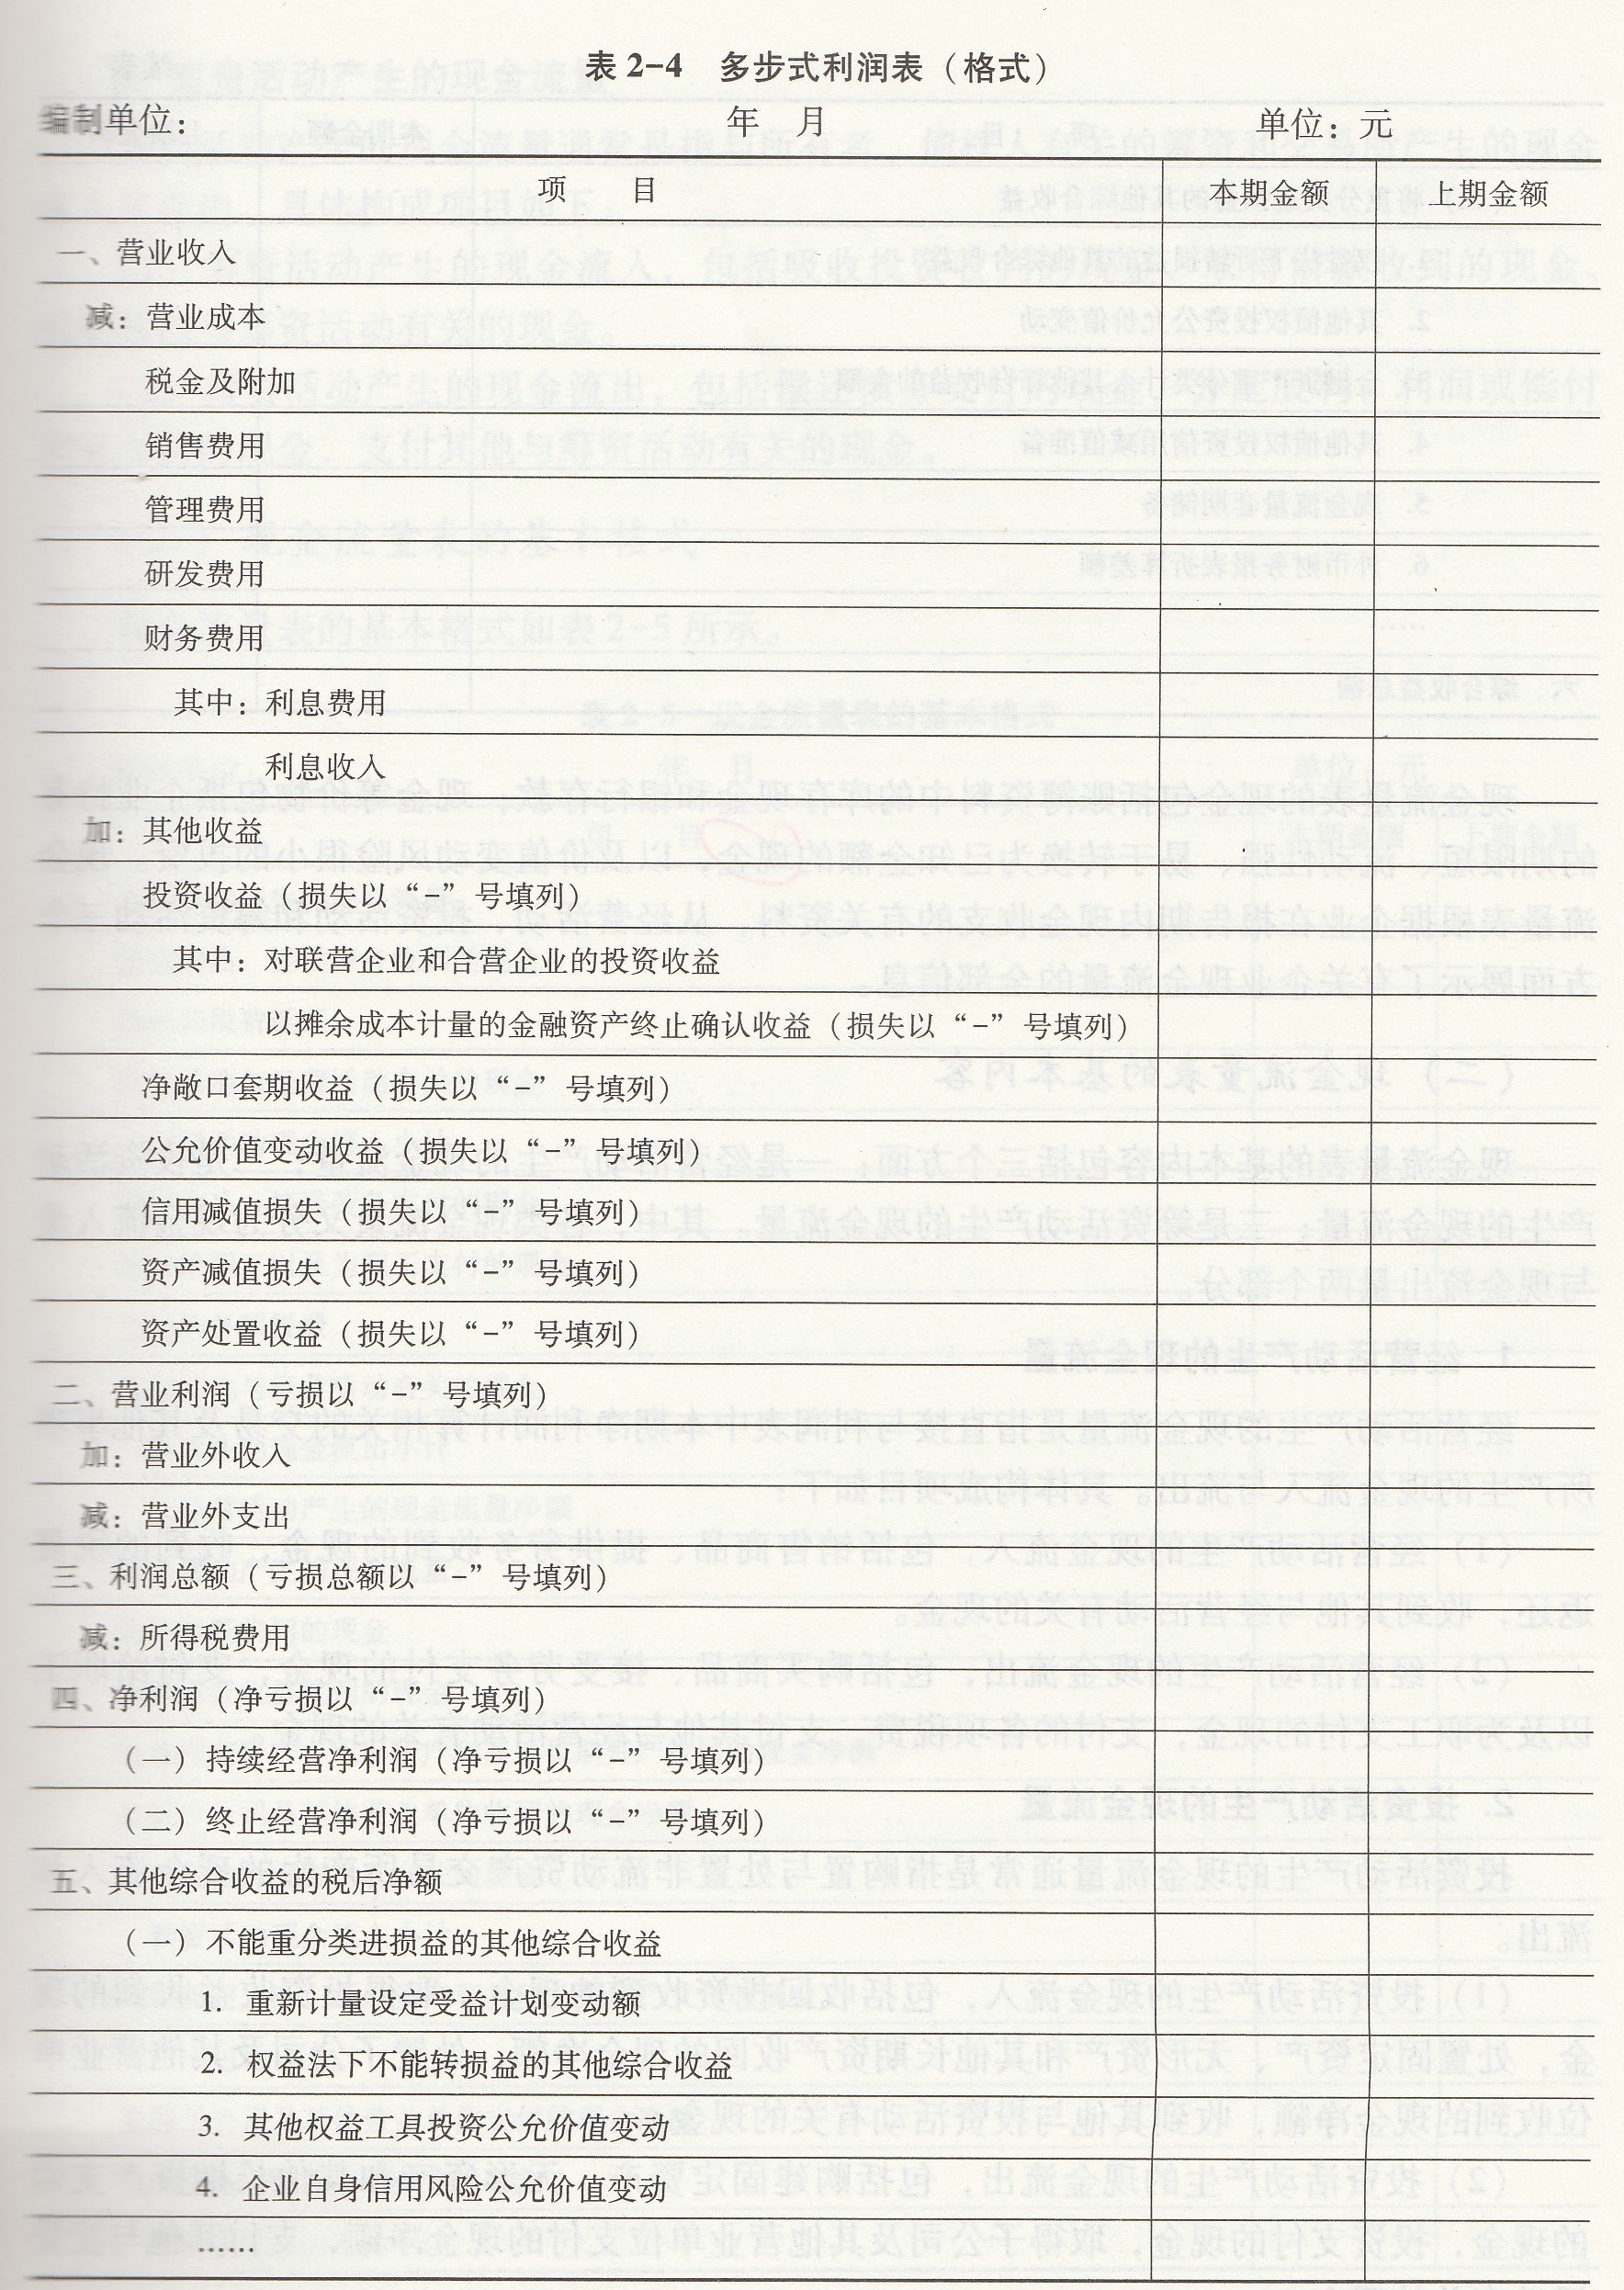 表 2-4 多步式利润表（格式）
编制单位： 年 月 单位：元
项 目 本期金额 上期金额
一、营业收入
减：营业成本
税金及附加
销售费用
管理费用
研发费用
财务费用
其中：利息费用
利息收入
加：其他收益
投资收益（损失以“-”号填列）
其中：对联营企业和合营企业的投资收益
以摊余成本计量的金融资产终止确认收益（损失以“-”号填列）
净敞口套期收益（损失以“-”号填列）
公允价值变动收益（损失以“-”号填列）
信用减值损失（损失以“-”号填列）
资产减值损失（损失以“-”号填列）
资产处置收益（损失以“-”号填列）
二、营业利润（亏损以“-”号填列）
加：营业外收入
减：营业外支出
三、利润总额（亏损总额以“-”号填列）
减：所得税费用
四、净利润（净亏损以“-”号填列）
（一）持续经营净利润（净亏损以“-”号填列）
（二）终止经营净利润（净亏损以“-”号填列）
五、其他综合收益的税后净额
（一）不能重分类进损益的其他综合收益
1. 重新计量设定受益计划变动额
2. 权益法下不能转损益的其他综合收益
3. 其他权益工具投资公允价值变动
4. 企业自身信用风险公允价值变动
……